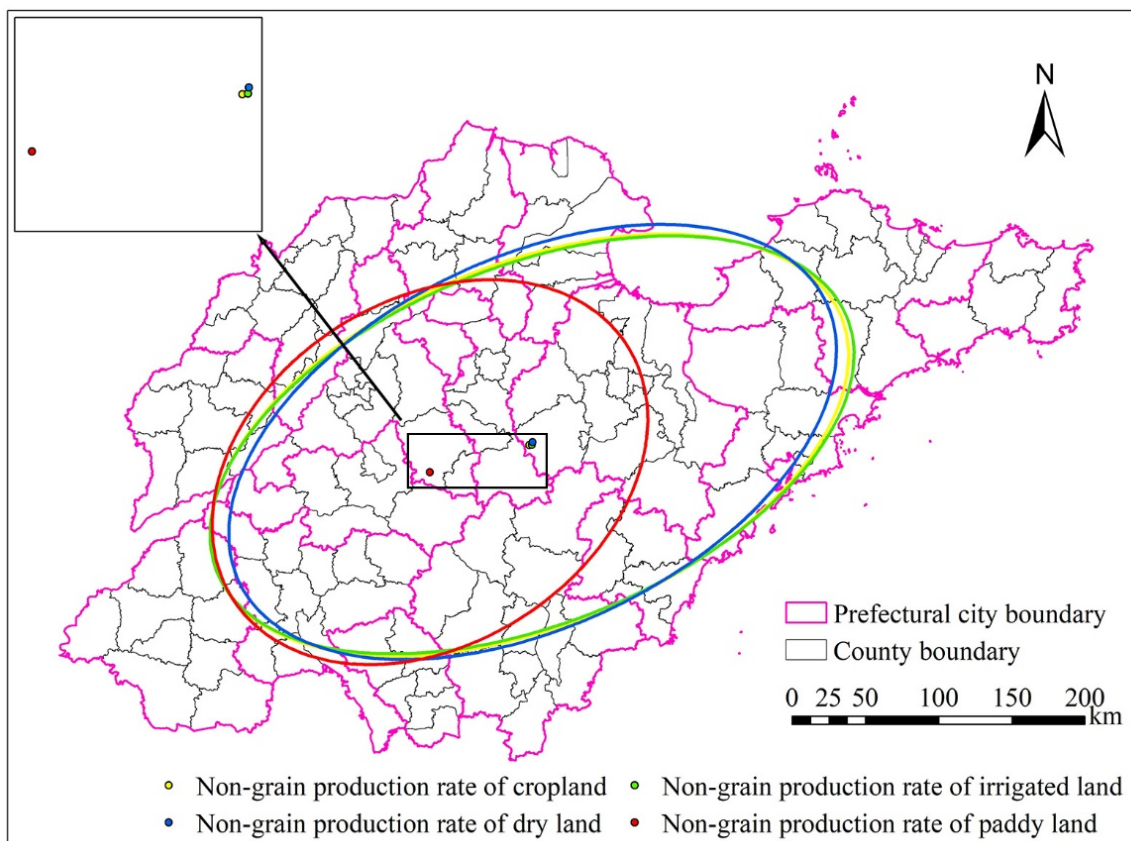 N
Prefectural city boundary
County boundary
0 25 50 100 150 200
km
Non-grain production rate of cropland
Non-grain production rate of irrigated land
Non-grain production rate of dry land
Non-grain production rate of paddy land